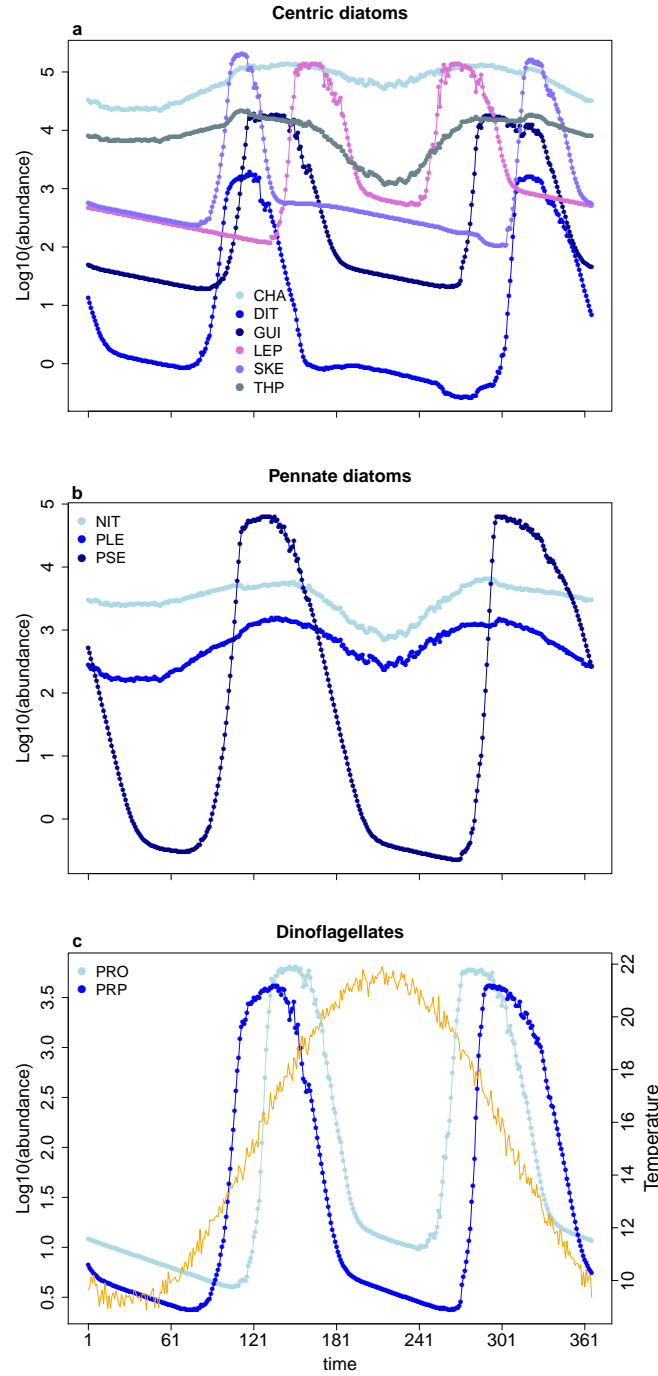 Centric diatoms
a
5
4
3
2
1
0
Log10(abundance)
CHA
DIT
GUI
LEP
SKE
THP
Pennate diatoms
b
5
4
3
2
1
0
Log10(abundance)
NIT
PLE
PSE
Dinoflagellates
c
PRO
PRP
3.5
3.0
2.5
2.0
1.5
1.0
0.5
Log10(abundance)
22
20
18
16
14
12
10
Temperature
1 61 121 181 241 301 361
time